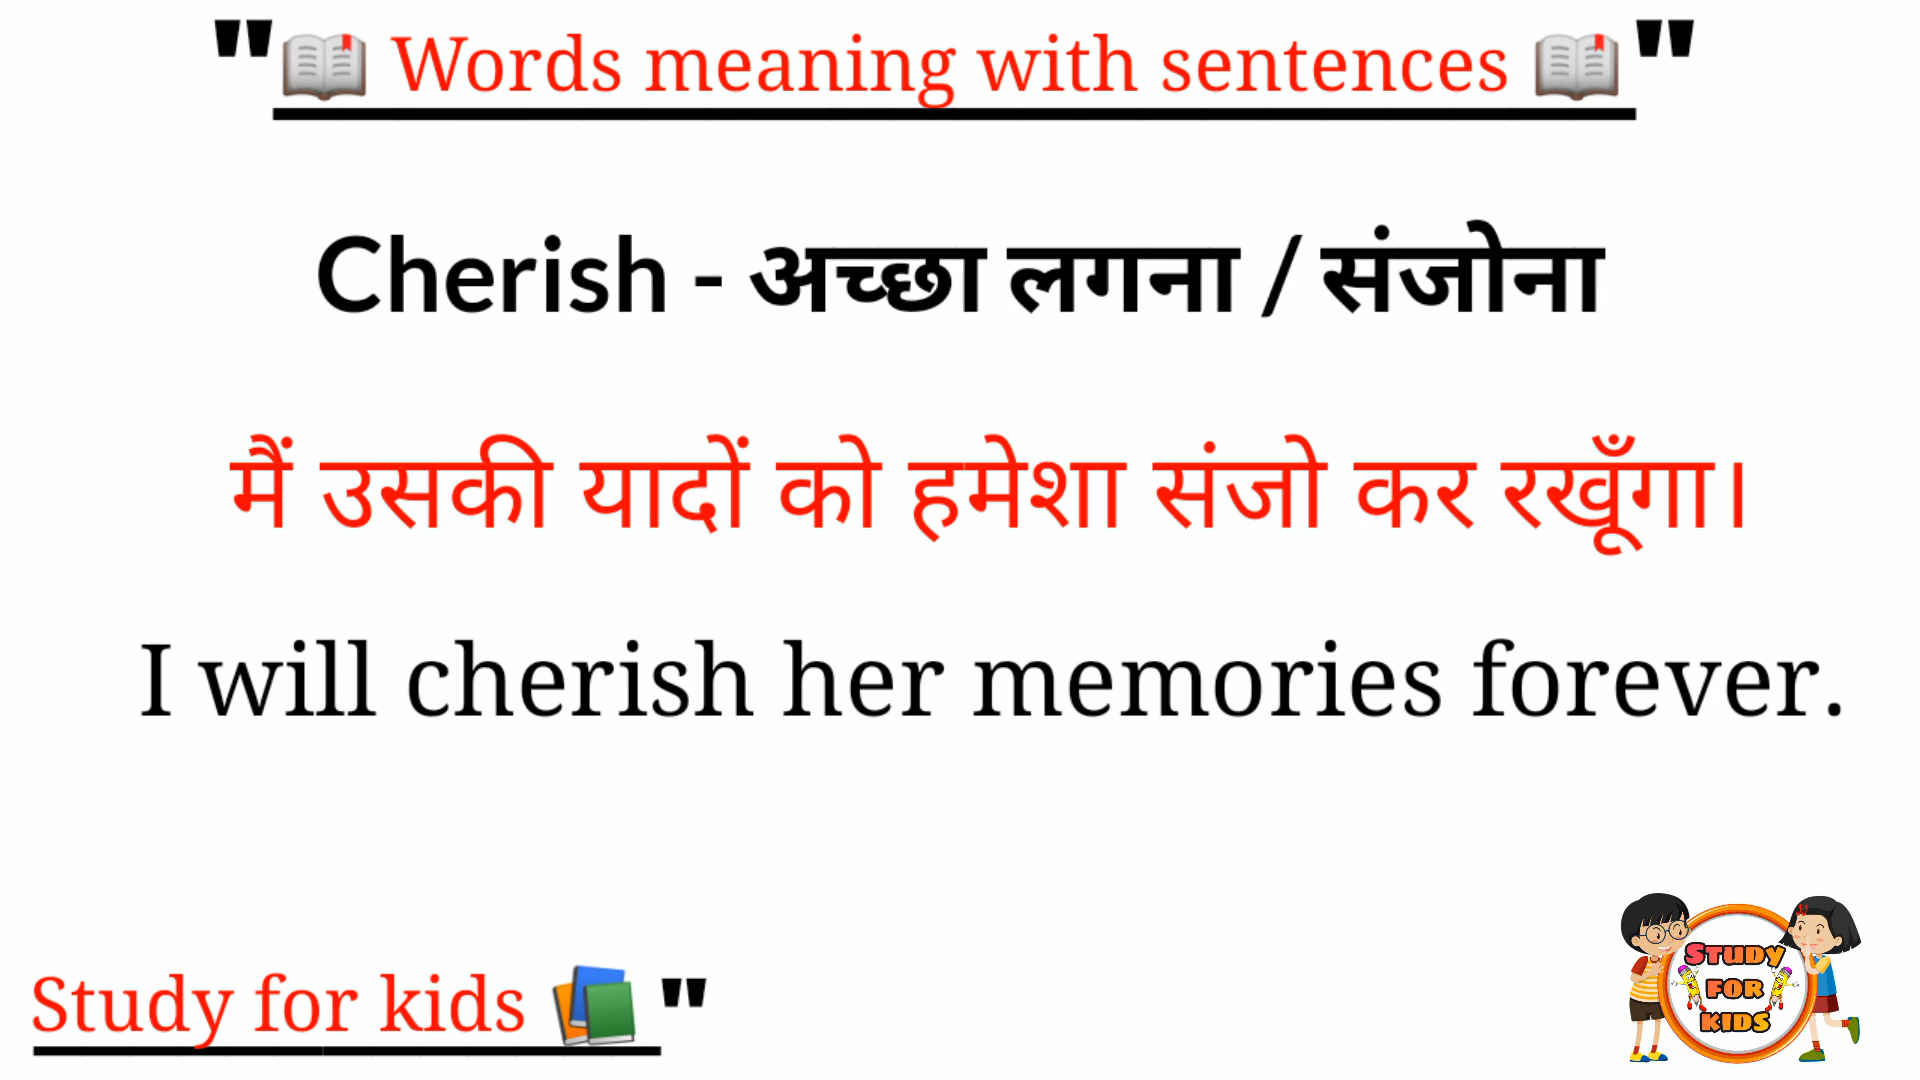 "📖 Words meaning with sentences 📖"
Cherish - अच्छा लगना / संजोना
मैं उसकी यादों को हमेशा संजो कर रखूँगा।
I will cherish her memories forever.
Study for kids 📚"
STUDY
FOR
KIDS